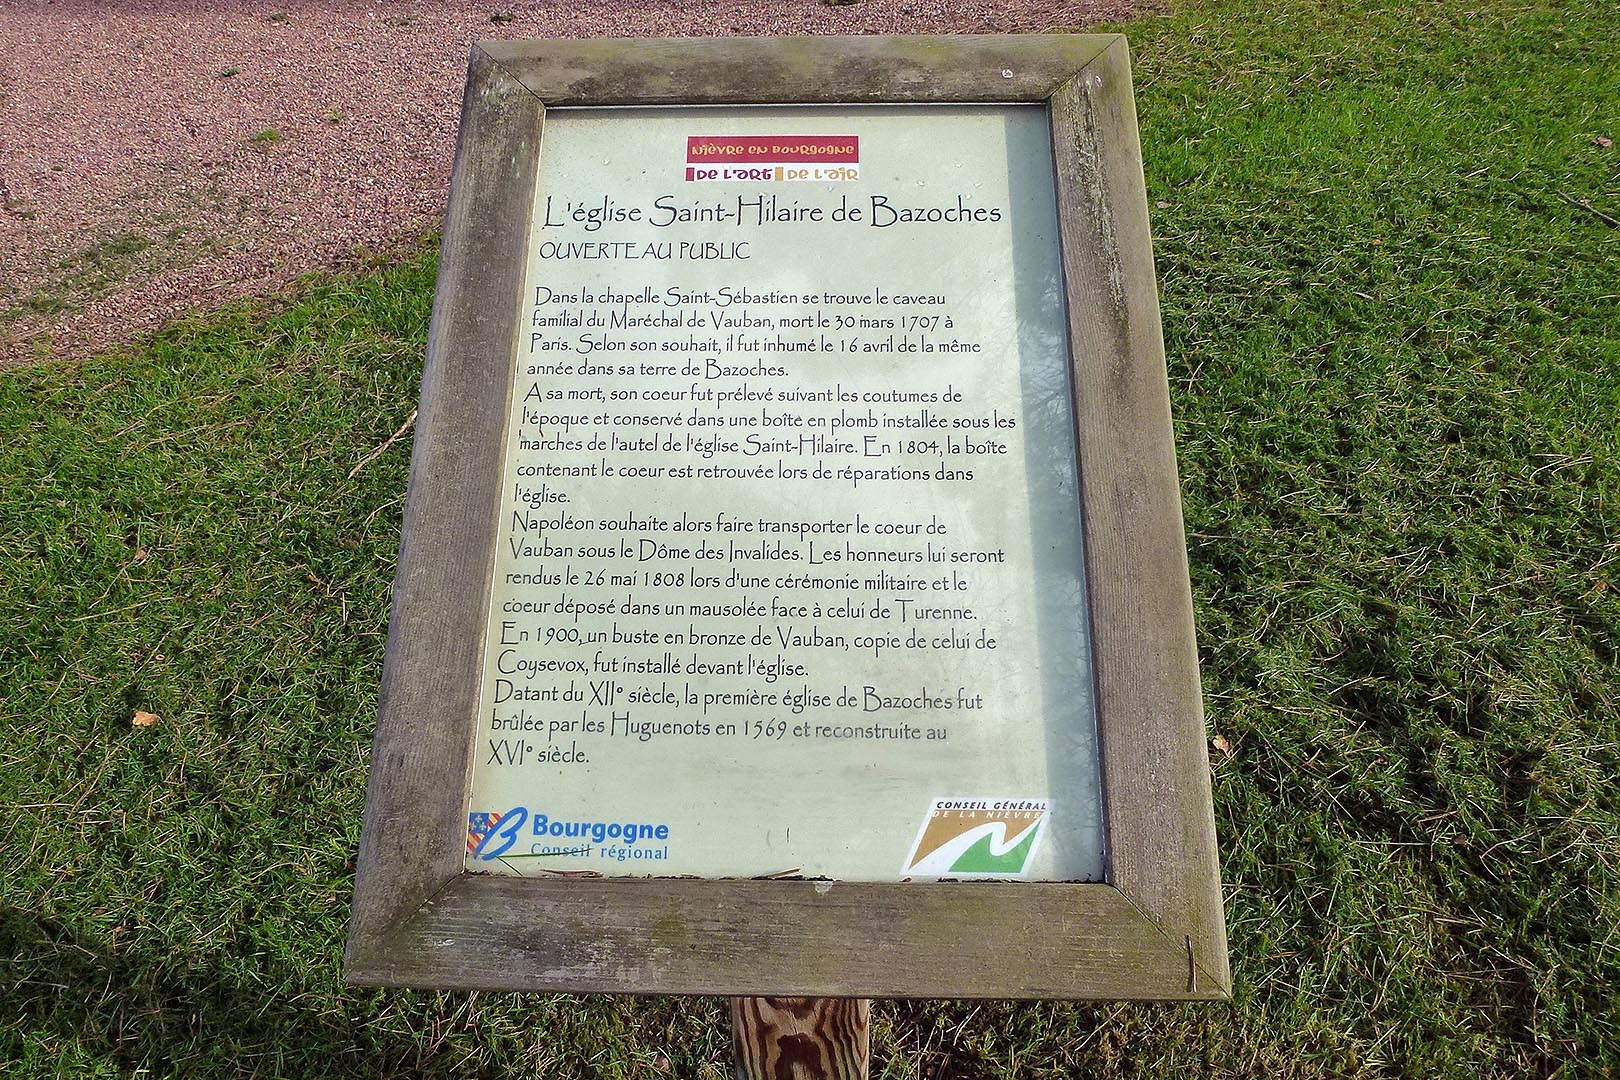 Nièvre en Bourgogne
DE L'ART DE L'AIR
L'église Saint-Hilaire de Bazoches
OUVERTE AU PUBLIC
Dans la chapelle Saint-Sébastien se trouve le caveau
familial du Maréchal de Vauban, mort le 30 mars 1707 à
Paris. Selon son souhait, il fut inhumé le 16 avril de la même
année dans sa terre de Bazoches.
A sa mort, son coeur fut prélevé suivant les coutumes de
l'époque et conservé dans une boîte en plomb installée sous les
marches de l'autel de l'église Saint-Hilaire. En 1804, la boîte
contenant le coeur est retrouvée lors de réparations dans
l'église.
Napoléon souhaite alors faire transporter le coeur de
Vauban sous le Dôme des Invalides. Les honneurs lui seront
rendus le 26 mai 1808 lors d'une cérémonie militaire et le
coeur déposé dans un mausolée face à celui de Turenne.
En 1900, un buste en bronze de Vauban, copie de celui de
Coysevox, fut installé devant l'église.
Datant du XII° siècle, la première église de Bazoches fut
brûlée par les Huguenots en 1569 et reconstruite au
XVI° siècle.
Bourgogne
Conseil régional
CONSEIL GÉNÉRAL
DE LA NIÈVRE